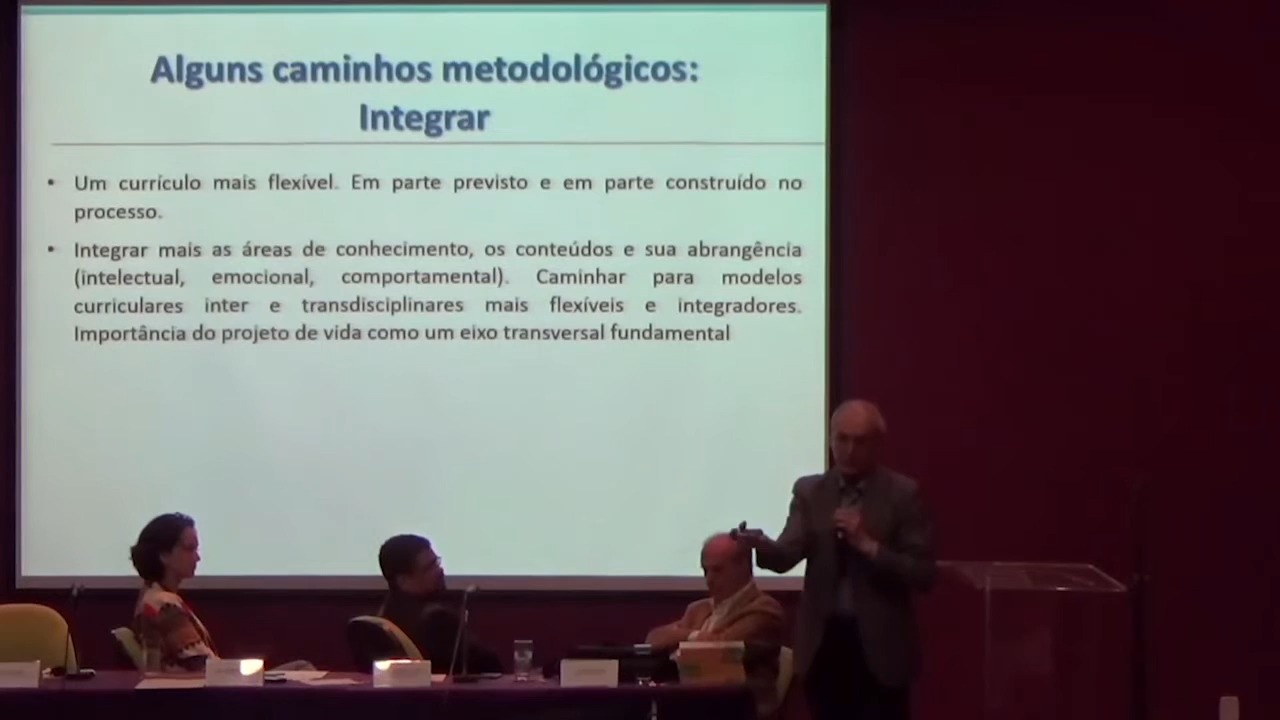 Alguns caminhos metodológicos:
Integrar
• Um currículo mais flexível. Em parte previsto e em parte construído no
processo.
• Integrar mais as áreas de conhecimento, os conteúdos e sua abrangência
(intelectual, emocional, comportamental). Caminhar para modelos
curriculares inter e transdisciplinares mais flexíveis e integradores.
Importância do projeto de vida como um eixo transversal fundamental